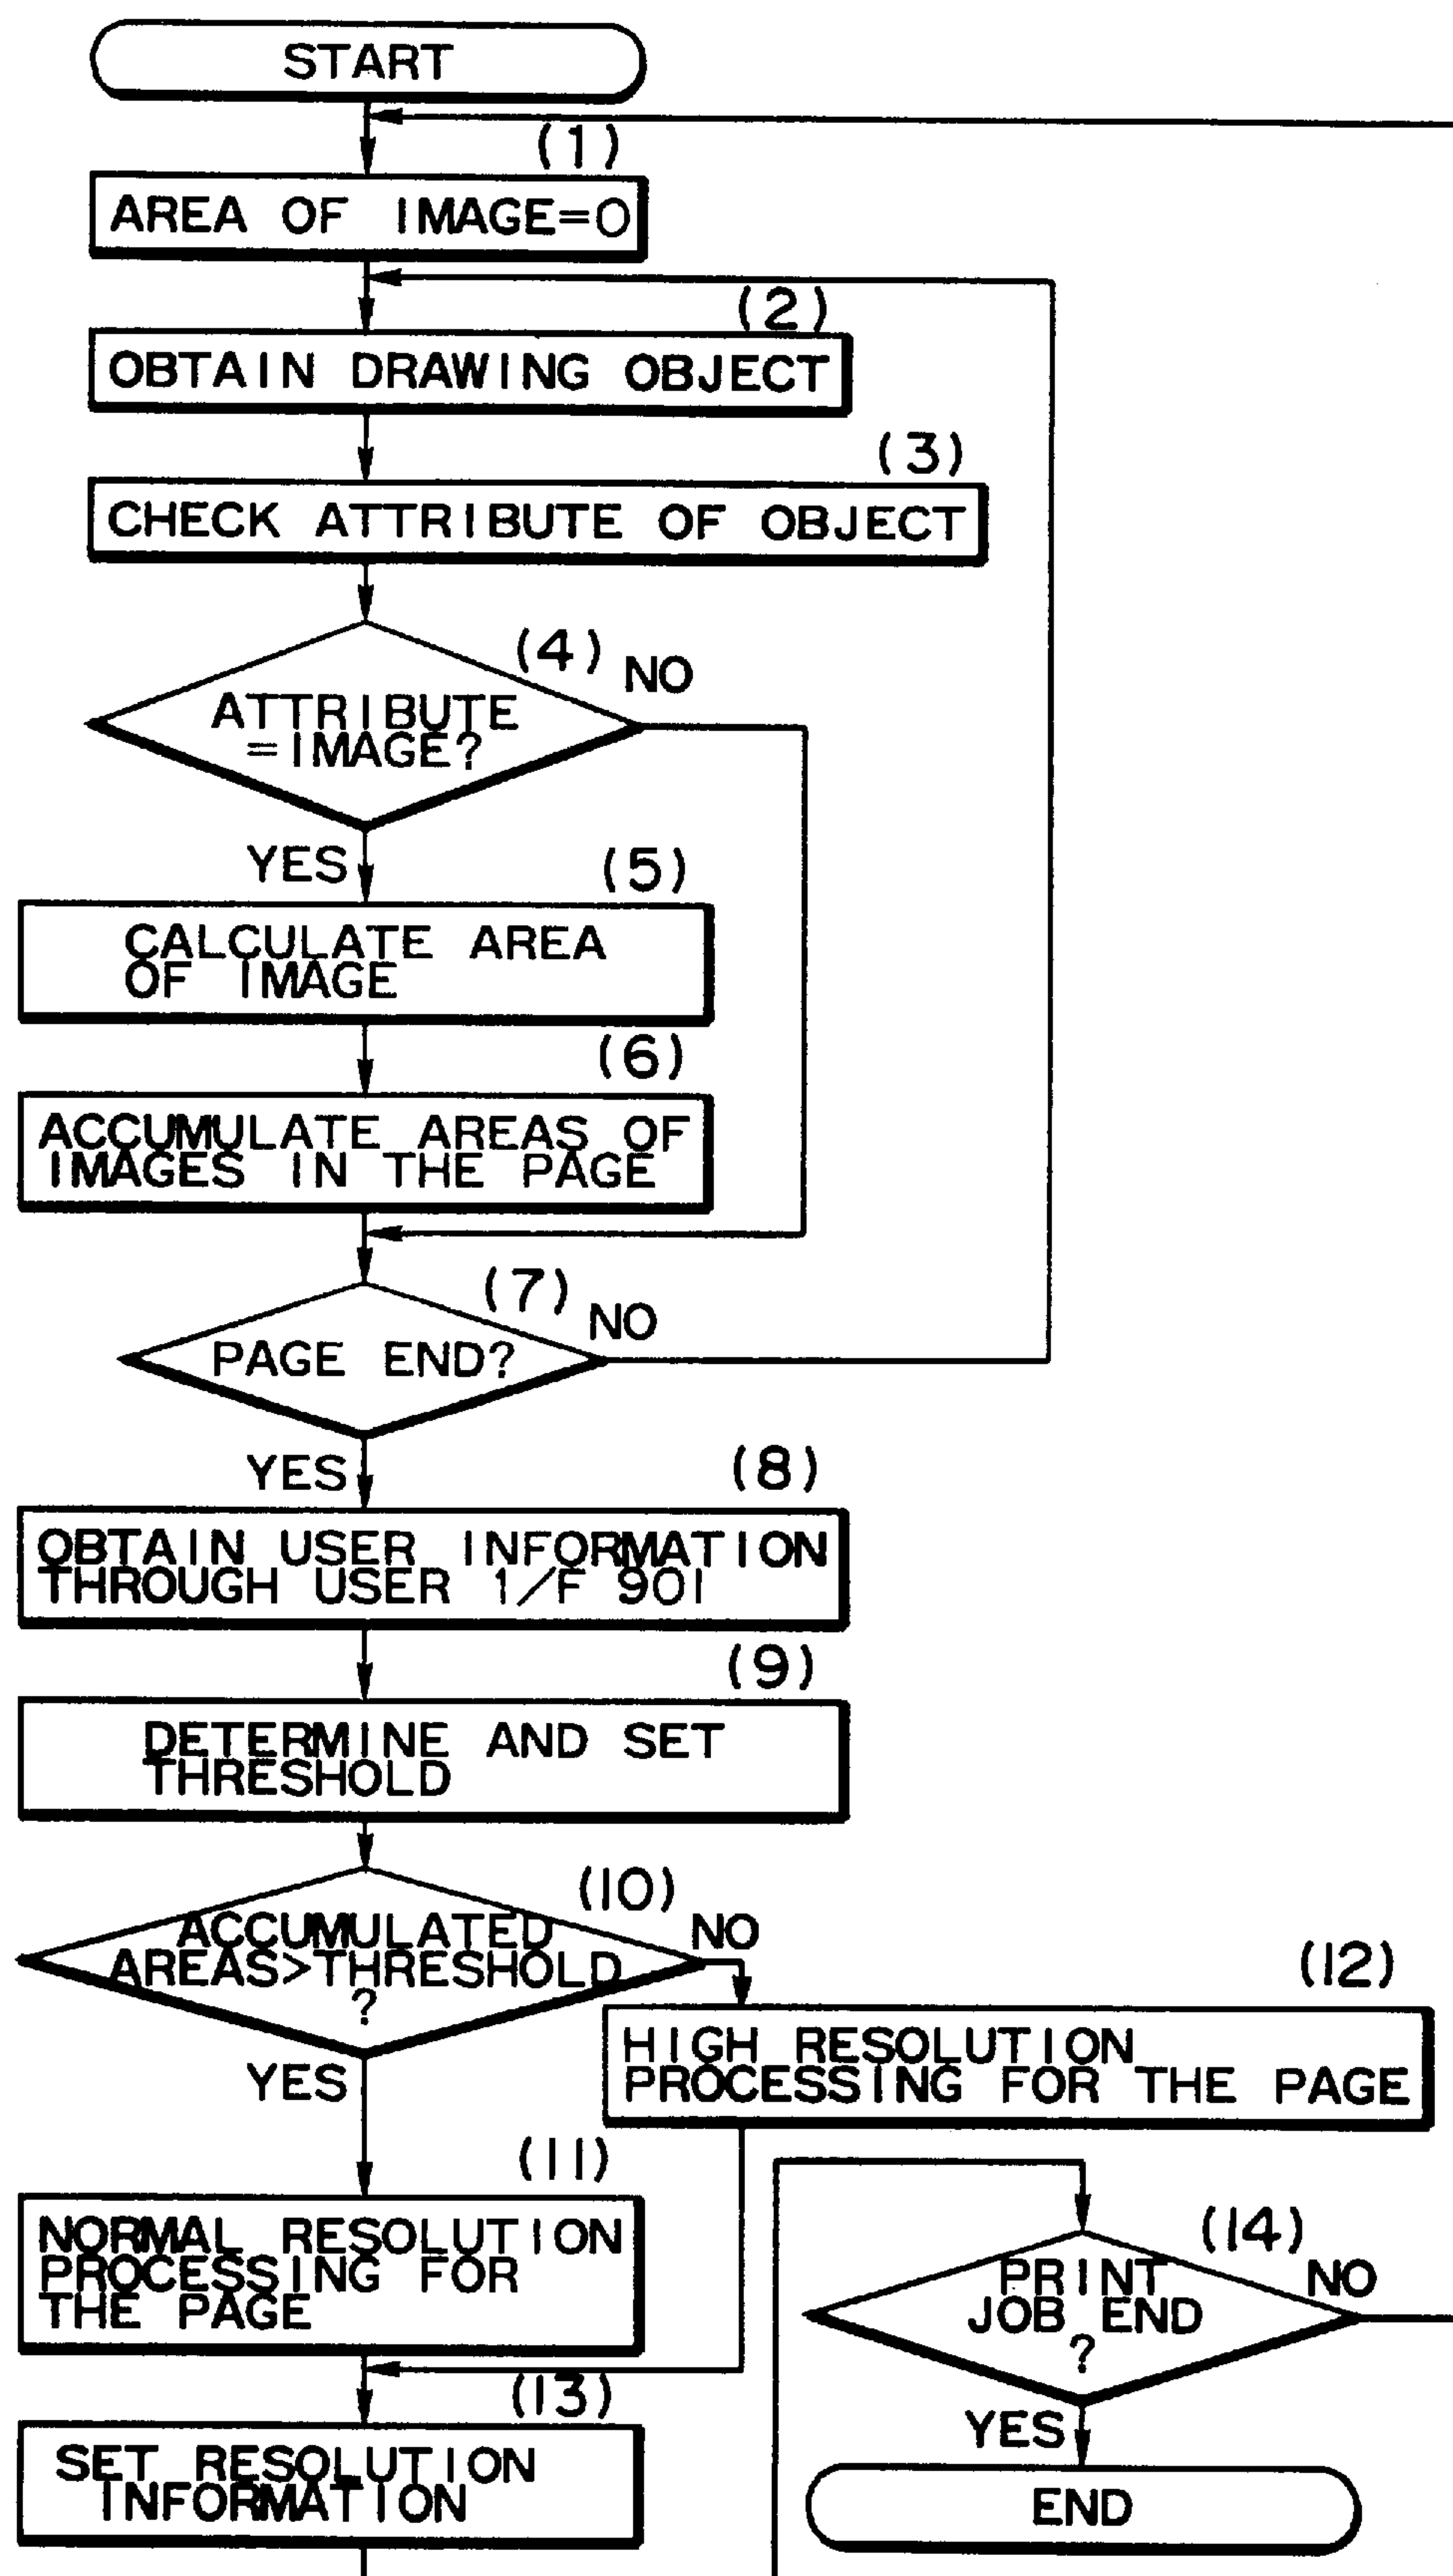 START
(1)
AREA OF IMAGE=0
(2)
OBTAIN DRAWING OBJECT
(3)
CHECK ATTRIBUTE OF OBJECT
(4)
NO
ATTRIBUTE
=IMAGE?
YES
(5)
CALCULATE AREA
OF IMAGE
(6)
ACCUMULATE AREAS OF
IMAGES IN THE PAGE
(7)
NO
PAGE END?
YES
(8)
OBTAIN USER INFORMATION
THROUGH USER 1/F 901
(9)
DETERMINE AND SET
THRESHOLD
(10)
NO
ACCUMULATED
AREAS>THRESHOLD
?
YES
(12)
HIGH RESOLUTION
PROCESSING FOR THE PAGE
(11)
NORMAL RESOLUTION
PROCESSING FOR
THE PAGE
(13)
SET RESOLUTION
INFORMATION
(14)
NO
PRINT
JOB END
?
YES
END